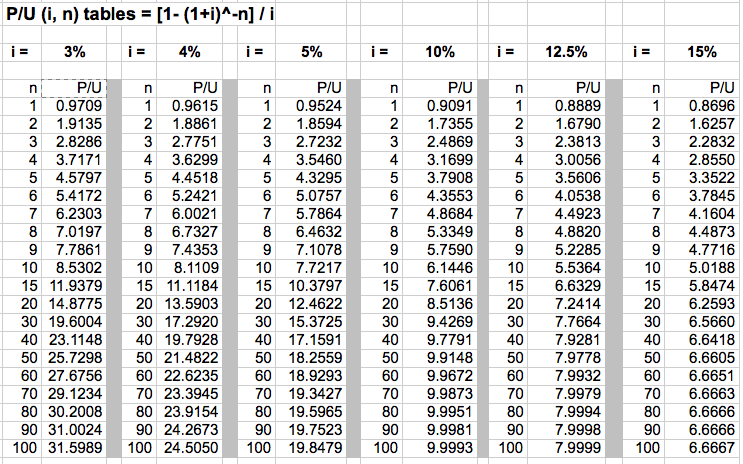 P/U (i, n) tables = [1- (1+i)^-n] / i
i = 3% i = 4% i = 5% i = 10% i = 12.5% i = 15%
n P/U n P/U n P/U n P/U n P/U n P/U
1 0.9709 1 0.9615 1 0.9524 1 0.9091 1 0.8889 1 0.8696
2 1.9135 2 1.8861 2 1.8594 2 1.7355 2 1.6790 2 1.6257
3 2.8286 3 2.7751 3 2.7232 3 2.4869 3 2.3813 3 2.2832
4 3.7171 4 3.6299 4 3.5460 4 3.1699 4 3.0056 4 2.8550
5 4.5797 5 4.4518 5 4.3295 5 3.7908 5 3.5606 5 3.3522
6 5.4172 6 5.2421 6 5.0757 6 4.3553 6 4.0538 6 3.7845
7 6.2303 7 6.0021 7 5.7864 7 4.8684 7 4.4923 7 4.1604
8 7.0197 8 6.7327 8 6.4632 8 5.3349 8 4.8820 8 4.4873
9 7.7861 9 7.4353 9 7.1078 9 5.7590 9 5.2285 9 4.7716
10 8.5302 10 8.1109 10 7.7217 10 6.1446 10 5.5364 10 5.0188
15 11.9379 15 11.1184 15 10.3797 15 7.6061 15 6.6329 15 5.8474
20 14.8775 20 13.5903 20 12.4622 20 8.5136 20 7.2414 20 6.2593
30 19.6004 30 17.2920 30 15.3725 30 9.4269 30 7.7664 30 6.5660
40 23.1148 40 19.7928 40 17.1591 40 9.7791 40 7.9281 40 6.6418
50 25.7298 50 21.4822 50 18.2559 50 9.9148 50 7.9778 50 6.6605
60 27.6756 60 22.6235 60 18.9293 60 9.9672 60 7.9932 60 6.6651
70 29.1234 70 23.3945 70 19.3427 70 9.9873 70 7.9979 70 6.6663
80 30.2008 80 23.9154 80 19.5965 80 9.9951 80 7.9994 80 6.6666
90 31.0024 90 24.2673 90 19.7523 90 9.9981 90 7.9998 90 6.6666
100 31.5989 100 24.5050 100 19.8479 100 9.9993 100 7.9999 100 6.6667